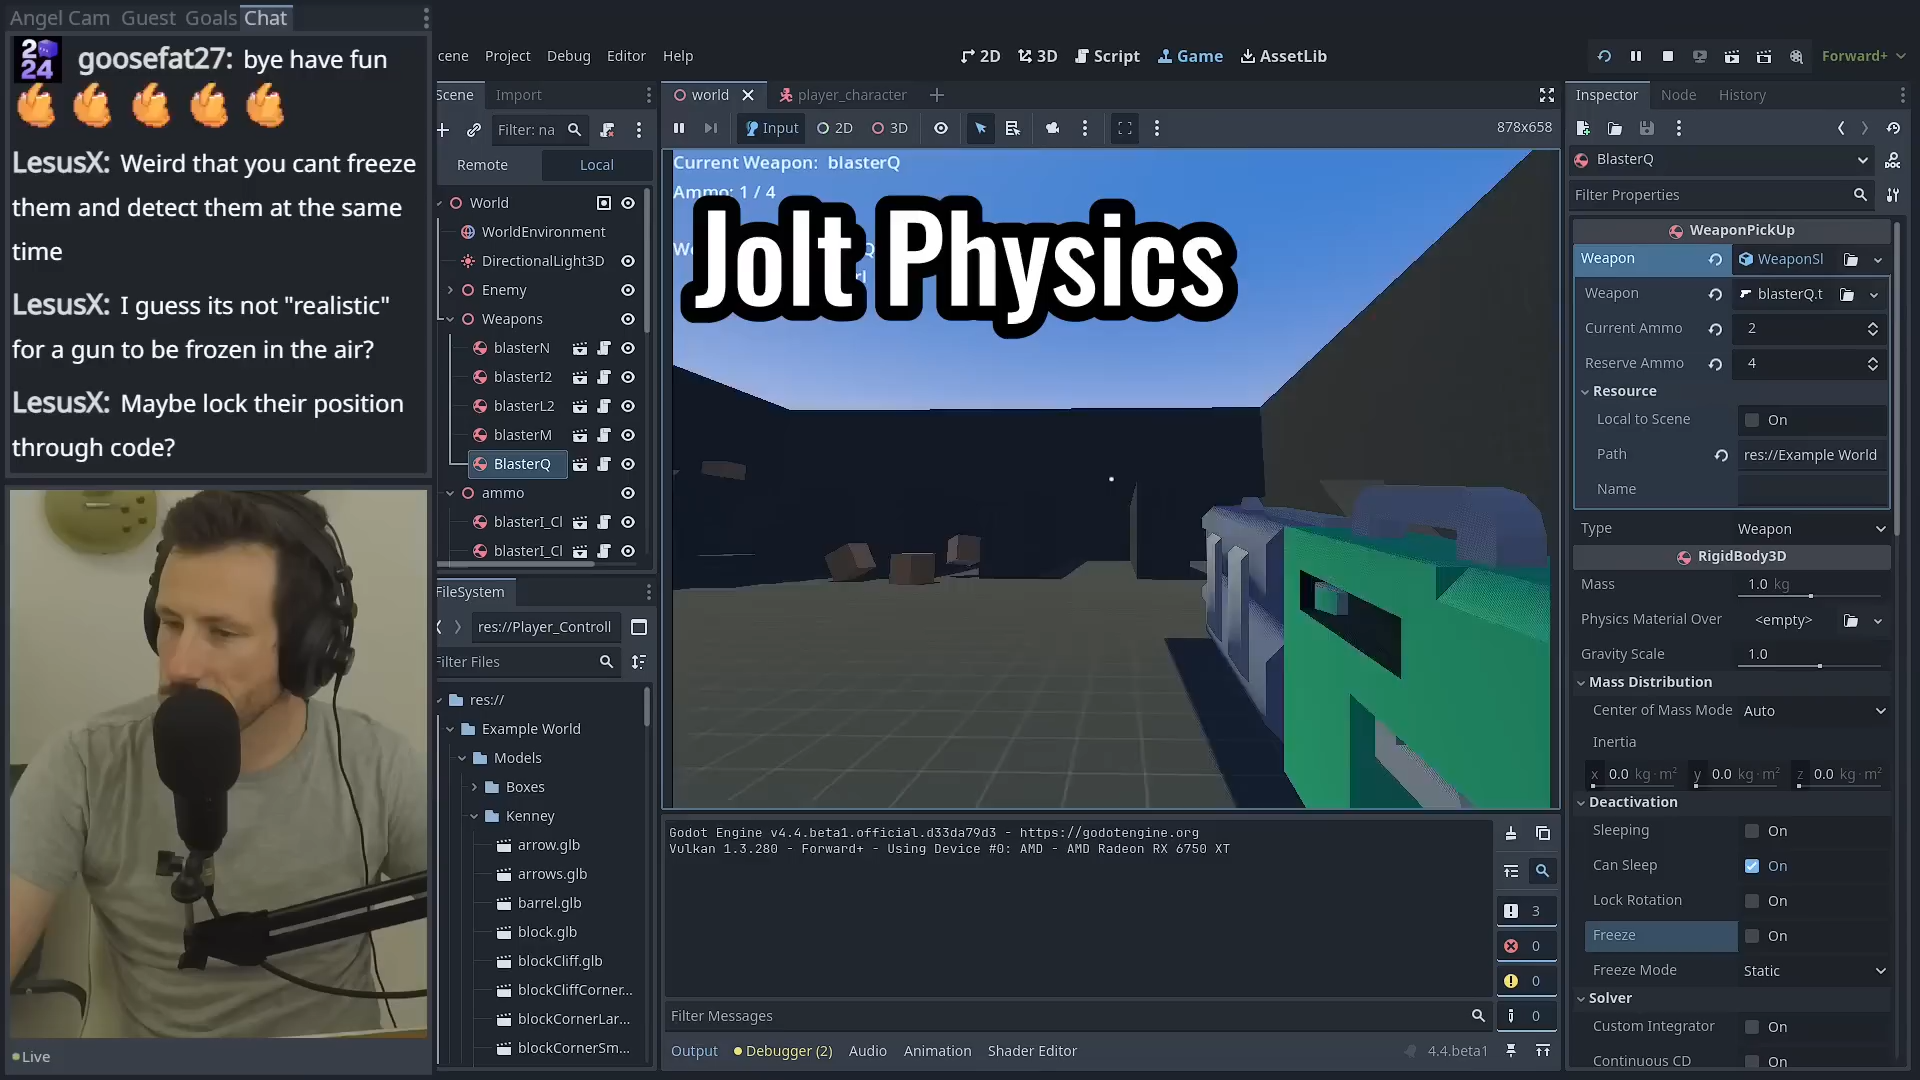 Angel Cam Guest Goals Chat
goosefat27: bye have fun
LesusX: Weird that you cant freeze
them and detect them at the same
time
LesusX: I guess its not "realistic"
for a gun to be frozen in the air?
LesusX: Maybe lock their position
through code?
Live
cene Project Debug Editor Help
2D 3D Script Game AssetLib
Forward+
Scene Import
Filter: na
Remote Local
World
WorldEnvironment
DirectionalLight3D
Enemy
Weapons
blasterN
blasterI2
blasterL2
blasterM
BlasterQ
ammo
blasterI_Cl
blasterI_Cl
FileSystem
res://Player_Controll
Filter Files
res://
Example World
Models
Boxes
Kenney
arrow.glb
arrows.glb
barrel.glb
block.glb
blockCliff.glb
blockCliffCorner...
blockCornerLar...
blockCornerSm...
world player_character
Input 2D 3D
878x658
Current Weapon: blasterQ
Ammo: 1 / 4
Jolt Physics
Godot Engine v4.4.beta1.official.d33da79d3 - https://godotengine.org
Vulkan 1.3.280 - Forward+ - Using Device #0: AMD - AMD Radeon RX 6750 XT
3
0
0
0
Filter Messages
Output Debugger (2) Audio Animation Shader Editor
4.4.beta1
Inspector Node History
BlasterQ
Filter Properties
WeaponPickUp
Weapon WeaponSl
Weapon blasterQ.t
Current Ammo 2
Reserve Ammo 4
Resource
Local to Scene On
Path res://Example World
Name
Type Weapon
RigidBody3D
Mass 1.0 kg
Physics Material Over <empty>
Gravity Scale 1.0
Mass Distribution
Center of Mass Mode Auto
Inertia
x 0.0 kg·m² y 0.0 kg·m² z 0.0 kg·m²
Deactivation
Sleeping On
Can Sleep On
Lock Rotation On
Freeze On
Freeze Mode Static
Solver
Custom Integrator On
Continuous CD On